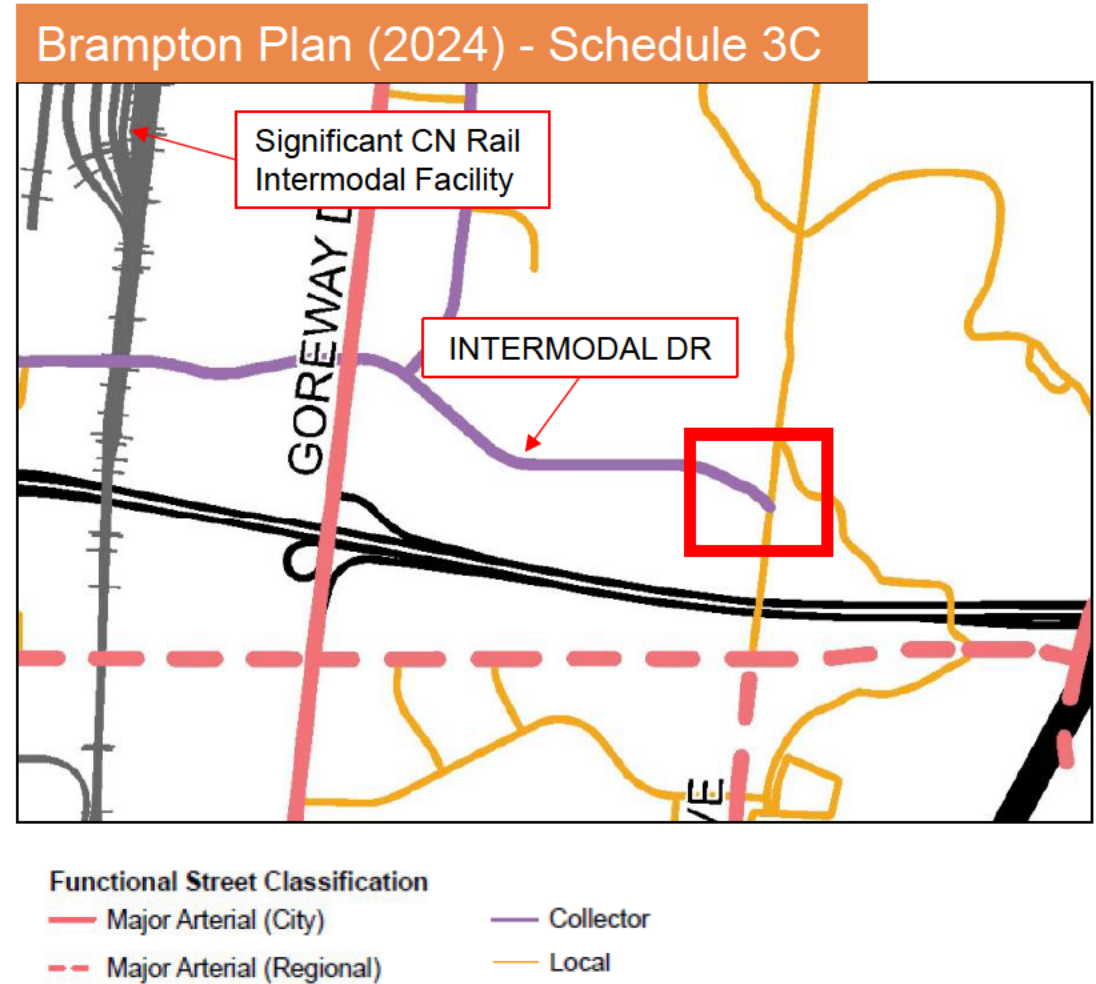 Brampton Plan (2024) - Schedule 3C
Significant CN Rail
Intermodal Facility
GOREWAY D
INTERMODAL DR
VE
Functional Street Classification
Major Arterial (City)
Collector
Major Arterial (Regional)
Local